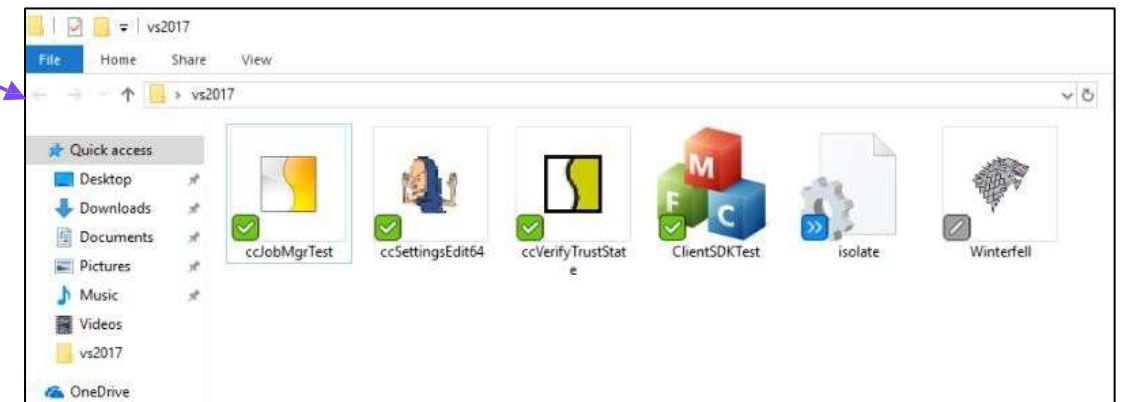 vs2017
File Home Share View
vs2017
Quick access
Desktop
Downloads
Documents
Pictures
Music
Videos
vs2017
OneDrive
M
F C
ccJobMgrTest
ccSettingsEdit64
ccVerifyTrustStat
e
ClientSDKTest
isolate
Winterfell